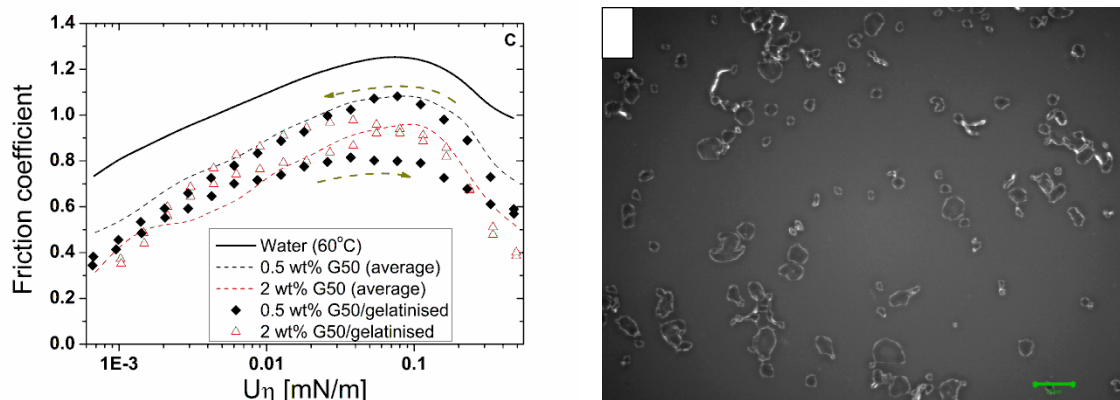 1.4
C
1.2
1.0
0.8
0.6
0.4
0.2
0.0
Friction coefficient
Water (60°C)
0.5 wt% G50 (average)
2 wt% G50 (average)
0.5 wt% G50/gelatinised
2 wt% G50/gelatinised
1E-3
0.01
0.1
Uη [mN/m]